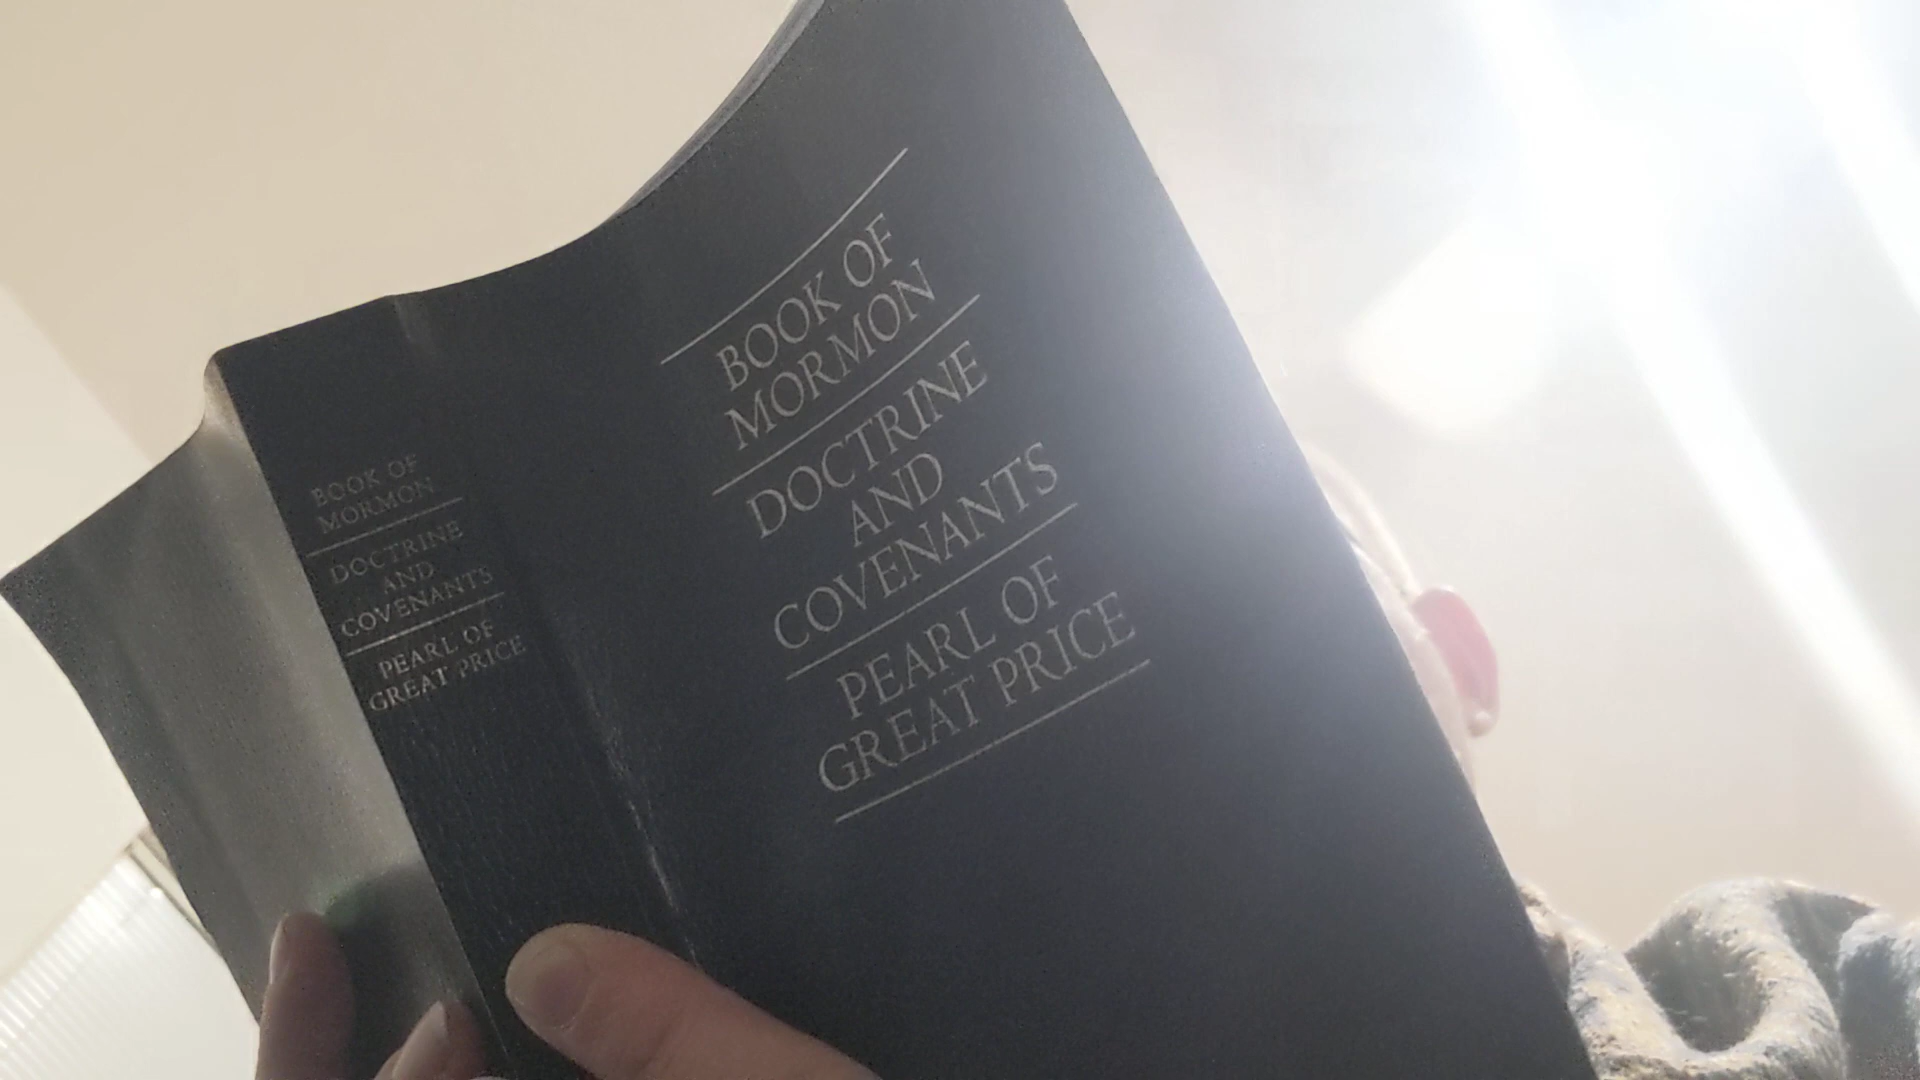 BOOK OF
MORMON
DOCTRINE
AND
COVENANTS
PEARL OF
GREAT PRICE
BOOK OF
MORMON
DOCTRINE
AND
COVENANTS
PEARL OF
GREAT PRICE